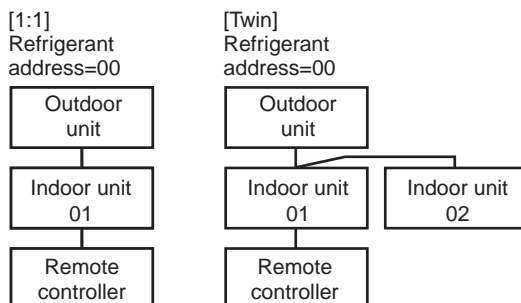 [1:1]
Refrigerant
address=00
Outdoor
unit
Indoor unit
01
Remote
controller
[Twin]
Refrigerant
address=00
Outdoor
unit
Indoor unit
01
Indoor unit
02
Remote
controller